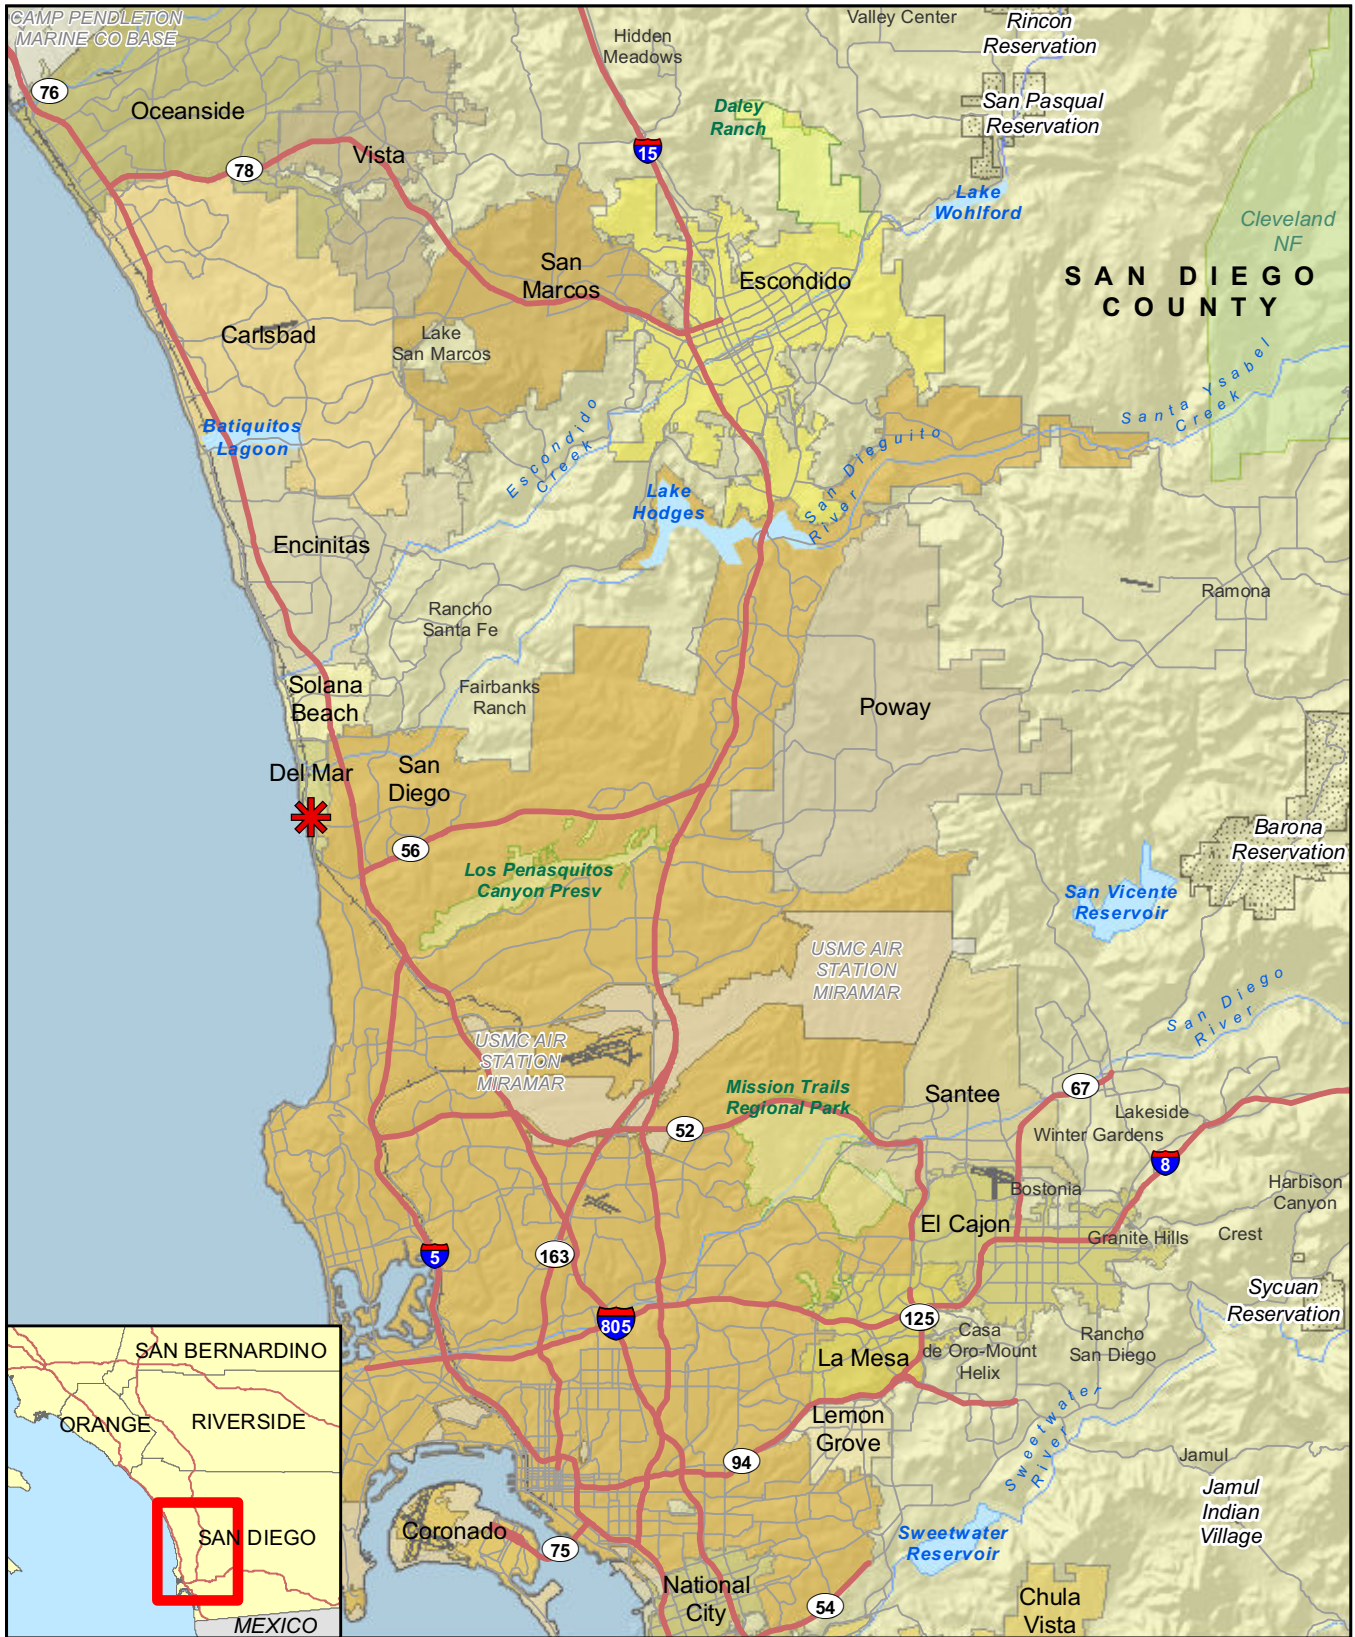 CAMP PENDLETON
MARINE CO BASE
Valley Center
Rincon
Reservation
Hidden
Meadows
76
Oceanside
Daley
Ranch
San Pasqual
Reservation
15
Vista
78
Lake
Wohlford
Cleveland
NF
San
Marcos
Escondido
SAN DIEGO
COUNTY
Carlsbad
Lake
San Marcos
Batiquitos
Lagoon
Escondido
Creek
San Dieguito
River
Santa Ysabel
Creek
Lake
Hodges
Encinitas
Ramona
Rancho
Santa Fe
Solana
Beach
Fairbanks
Ranch
Poway
Del Mar
San
Diego
56
Los Penasquitos
Canyon Presv
Barona
Reservation
San Vicente
Reservoir
USMC AIR
STATION
MIRAMAR
San Diego
River
USMC AIR
STATION
MIRAMAR
Mission Trails
Regional Park
Santee
67
Lakeside
52
Winter Gardens
8
Bostonia
Harbison
Canyon
El Cajon
Granite Hills
Crest
5
163
Sycuan
Reservation
805
125
Casa
de Oro-Mount
Helix
Rancho
San Diego
La Mesa
Lemon
Grove
Sweetwater
River
94
Jamul
Jamul
Indian
Village
Coronado
75
Sweetwater
Reservoir
National
City
54
Chula
Vista
SAN BERNARDINO
ORANGE
RIVERSIDE
SAN DIEGO
MEXICO